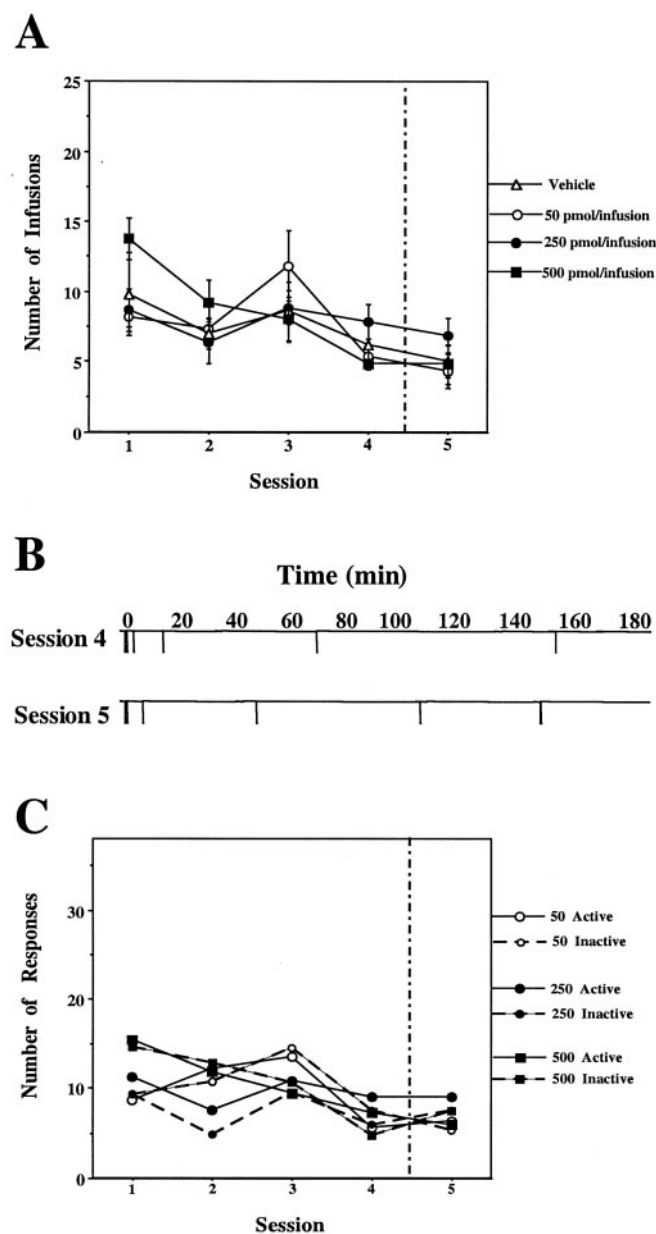 A
25
20
15
10
5
0
Number of Infusions
1 2 3 4 5
Session
Vehicle
50 pmol/infusion
250 pmol/infusion
500 pmol/infusion
B
Time (min)
0 20 40 60 80 100 120 140 160 180
Session 4
Session 5
C
30
20
10
0
Number of Responses
1 2 3 4 5
Session
50 Active
50 Inactive
250 Active
250 Inactive
500 Active
500 Inactive